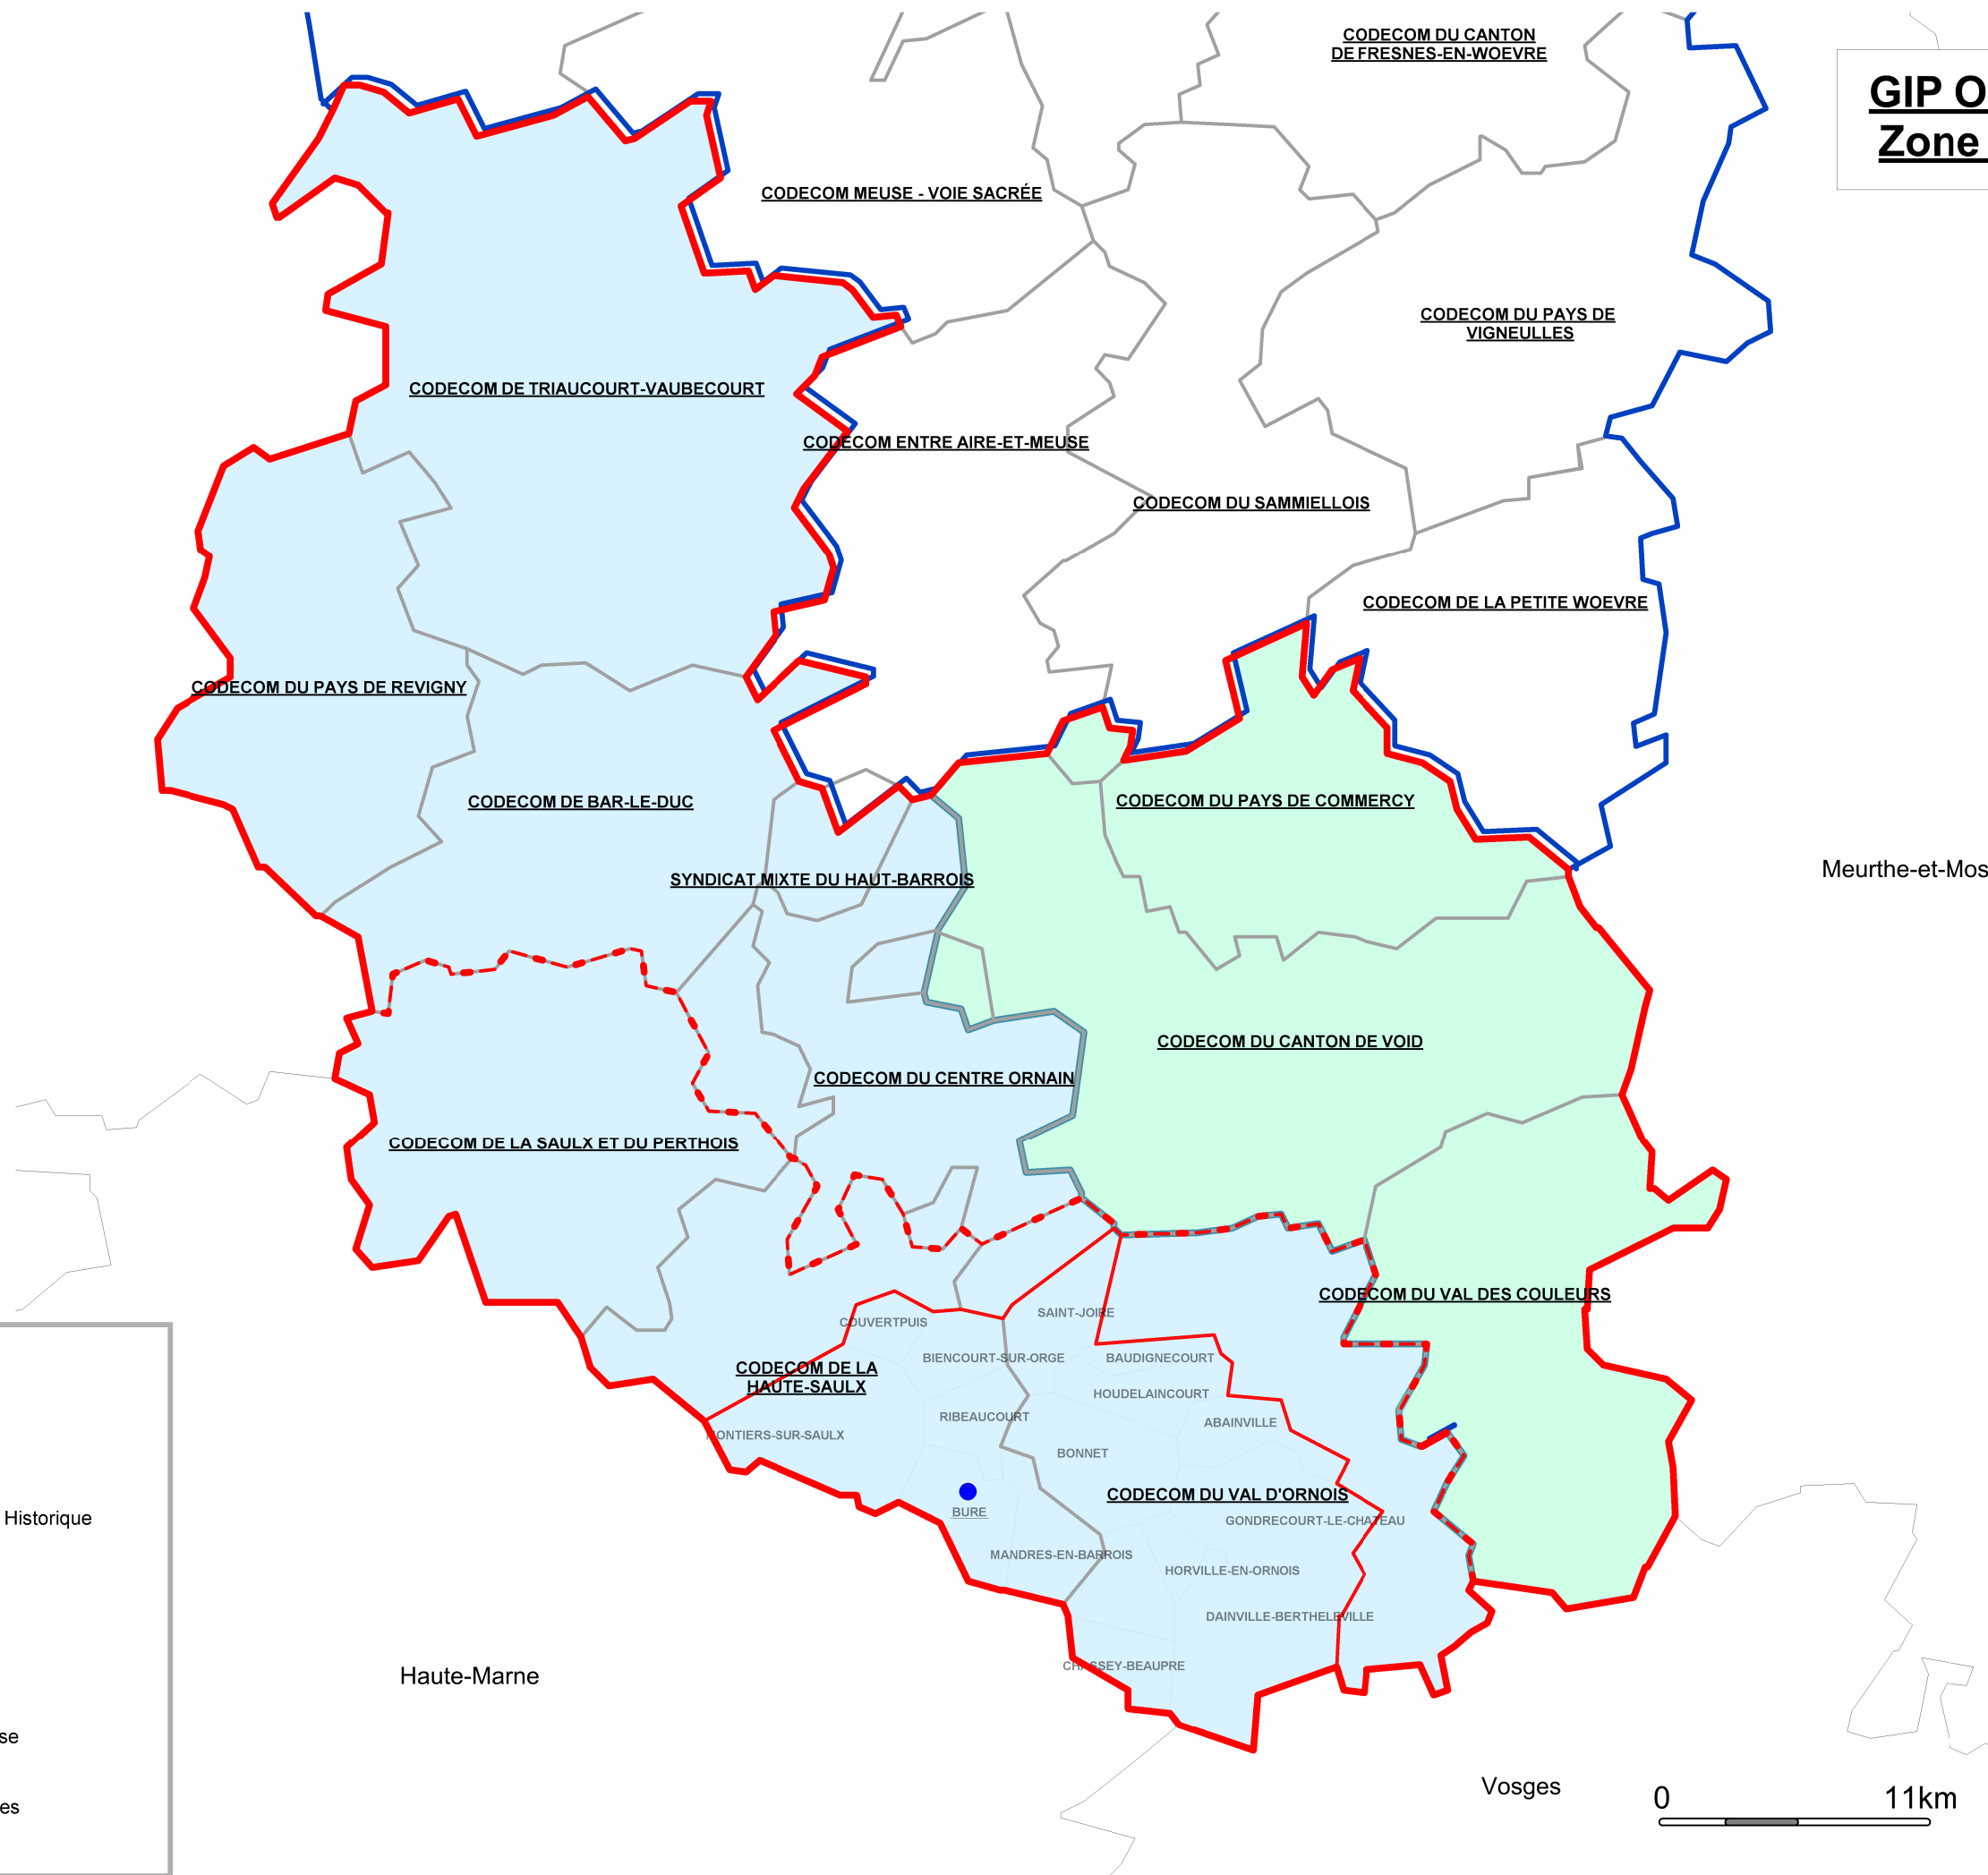 CODECOM DU CANTON
DE FRESNES-EN-WOEVRE
GIP O
Zone
CODECOM MEUSE - VOIE SACRÉE
CODECOM DU PAYS DE
VIGNEULLES
CODECOM DE TRIAUCOURT-VAUBECOURT
CODECOM ENTRE AIRE-ET-MEUSE
CODECOM DU SAMMIELLOIS
CODECOM DE LA PETITE WOEVRE
CODECOM DU PAYS DE REVIGNY
CODECOM DE BAR-LE-DUC
CODECOM DU PAYS DE COMMERCY
Meurthe-et-Mos
SYNDICAT MIXTE DU HAUT-BARROIS
CODECOM DU CANTON DE VOID
CODECOM DU CENTRE ORNAIN
CODECOM DE LA SAULX ET DU PERTHOIS
CODECOM DU VAL DES COULEURS
SAINT-JOIRE
COUVERTPUIS
BIENCOURT-SUR-ORGE
BAUDIGNECOURT
CODECOM DE LA
HAUTE-SAULX
HOUDELAINCOURT
RIBEAUCOURT
ABAINVILLE
MONTIERS-SUR-SAULX
BONNET
CODECOM DU VAL D'ORNOIS
BURE
Historique
GONDRECOURT-LE-CHATEAU
MANDRES-EN-BARROIS
HORVILLE-EN-ORNOIS
DAINVILLE-BERTHELEVILLE
CHASSEY-BEAUPRE
Haute-Marne
se
Vosges
0
11km
es